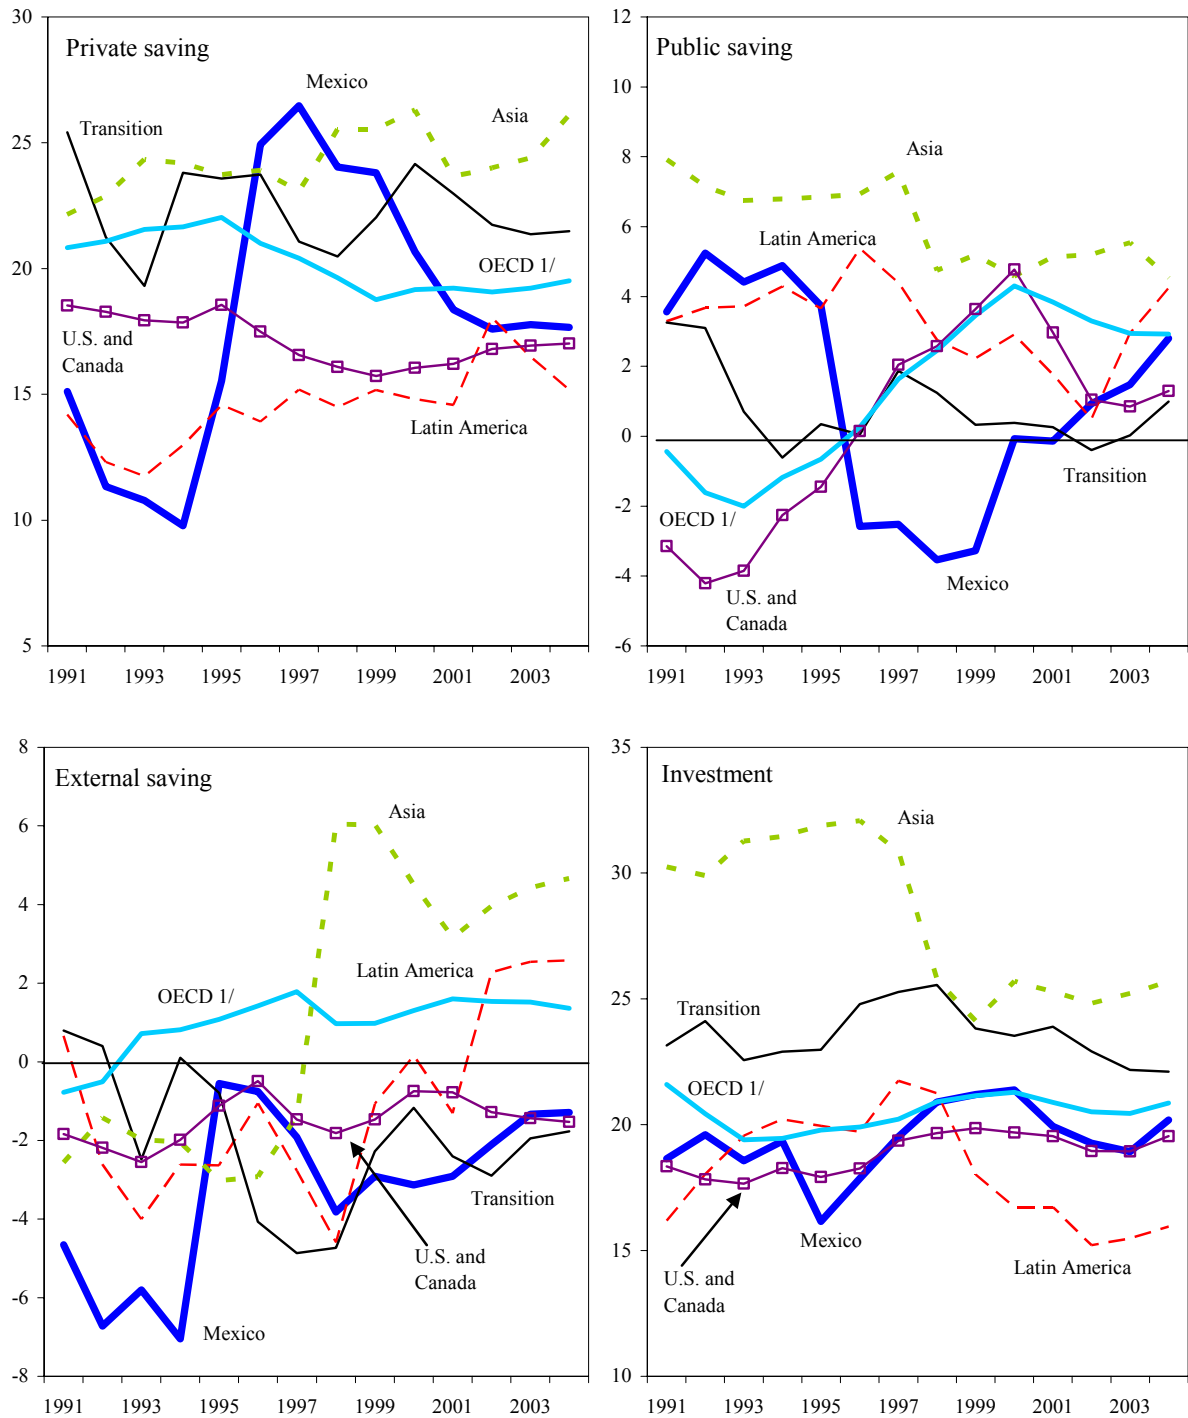 Private saving
30
25
20
15
10
5
Mexico
Asia
Transition
OECD 1/
U.S. and
Canada
Latin America
1991 1993 1995 1997 1999 2001 2003
Public saving
12
10
8
6
4
2
0
-2
-4
-6
Asia
Latin America
OECD 1/
Transition
Mexico
U.S. and
Canada
1991 1993 1995 1997 1999 2001 2003
External saving
8
6
4
2
0
-2
-4
-6
-8
Asia
Latin America
OECD 1/
Transition
U.S. and
Canada
Mexico
1991 1993 1995 1997 1999 2001 2003
Investment
35
30
25
20
15
10
Asia
Transition
OECD 1/
Mexico
U.S. and
Canada
Latin America
1991 1993 1995 1997 1999 2001 2003